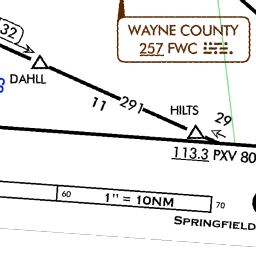 32
WAYNE COUNTY
257 FWC
DAHLL
11
291
HILTS
29
113.3 PXV 80
60
1" = 10NM
70
SPRINGFIELD